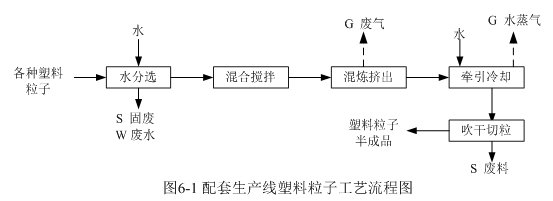 G 废气
G 水蒸气
水
水
各种塑料
粒子
水分选
混合搅拌
混炼挤出
牵引冷却
S 固废
W 废水
塑料粒子
半成品
吹干切粒
S 废料
图6-1 配套生产线塑料粒子工艺流程图